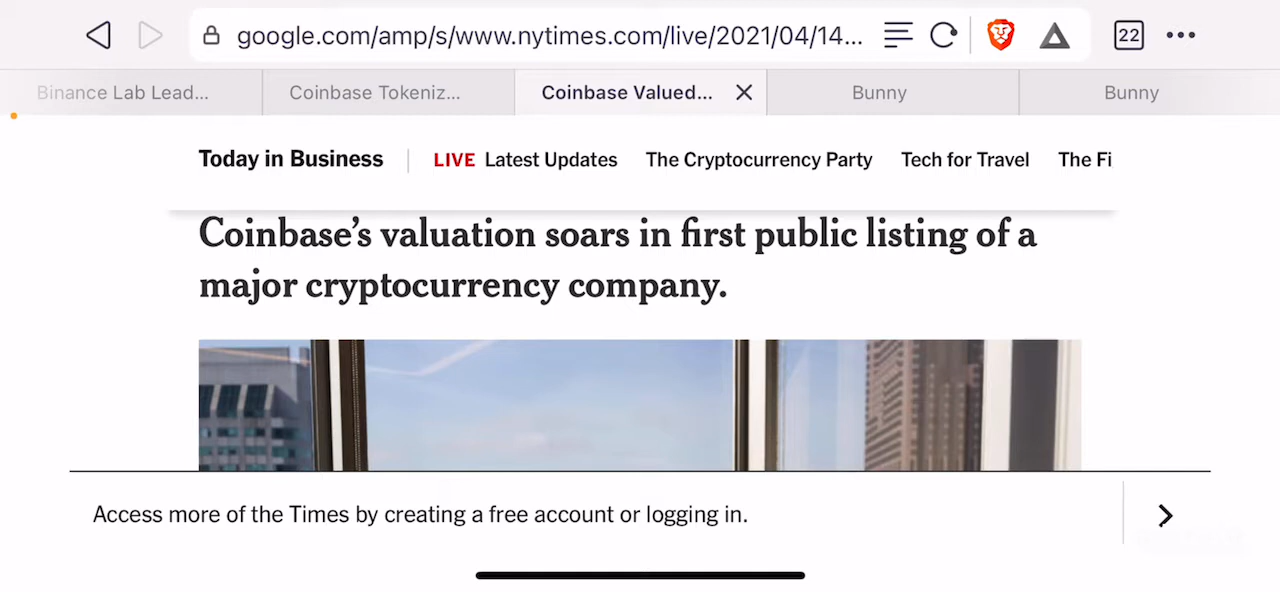 google.com/amp/s/www.nytimes.com/live/2021/04/14...
22
Binance Lab Lead...
Coinbase Tokeniz...
Coinbase Valued...
Bunny
Bunny
Today in Business
LIVE Latest Updates
The Cryptocurrency Party
Tech for Travel
The Fi
Coinbase’s valuation soars in first public listing of a
major cryptocurrency company.
Access more of the Times by creating a free account or logging in.